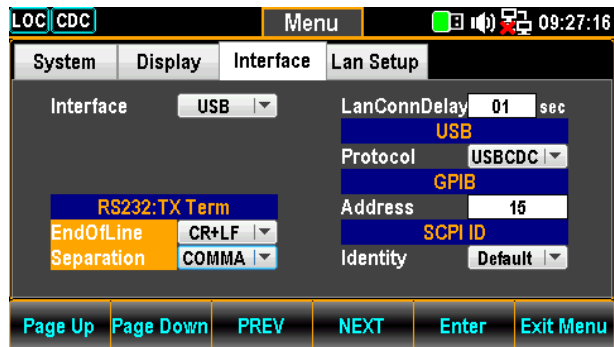 LOC CDC Menu 09:27:16
System Display Interface Lan Setup
Interface USB LanConnDelay 01 sec
USB
Protocol USBCDC
GPIB
RS232:TX Term Address 15
EndOfLine CR+LF SCPI ID
Separation COMMA Identity Default
Page Up Page Down PREV NEXT Enter Exit Menu